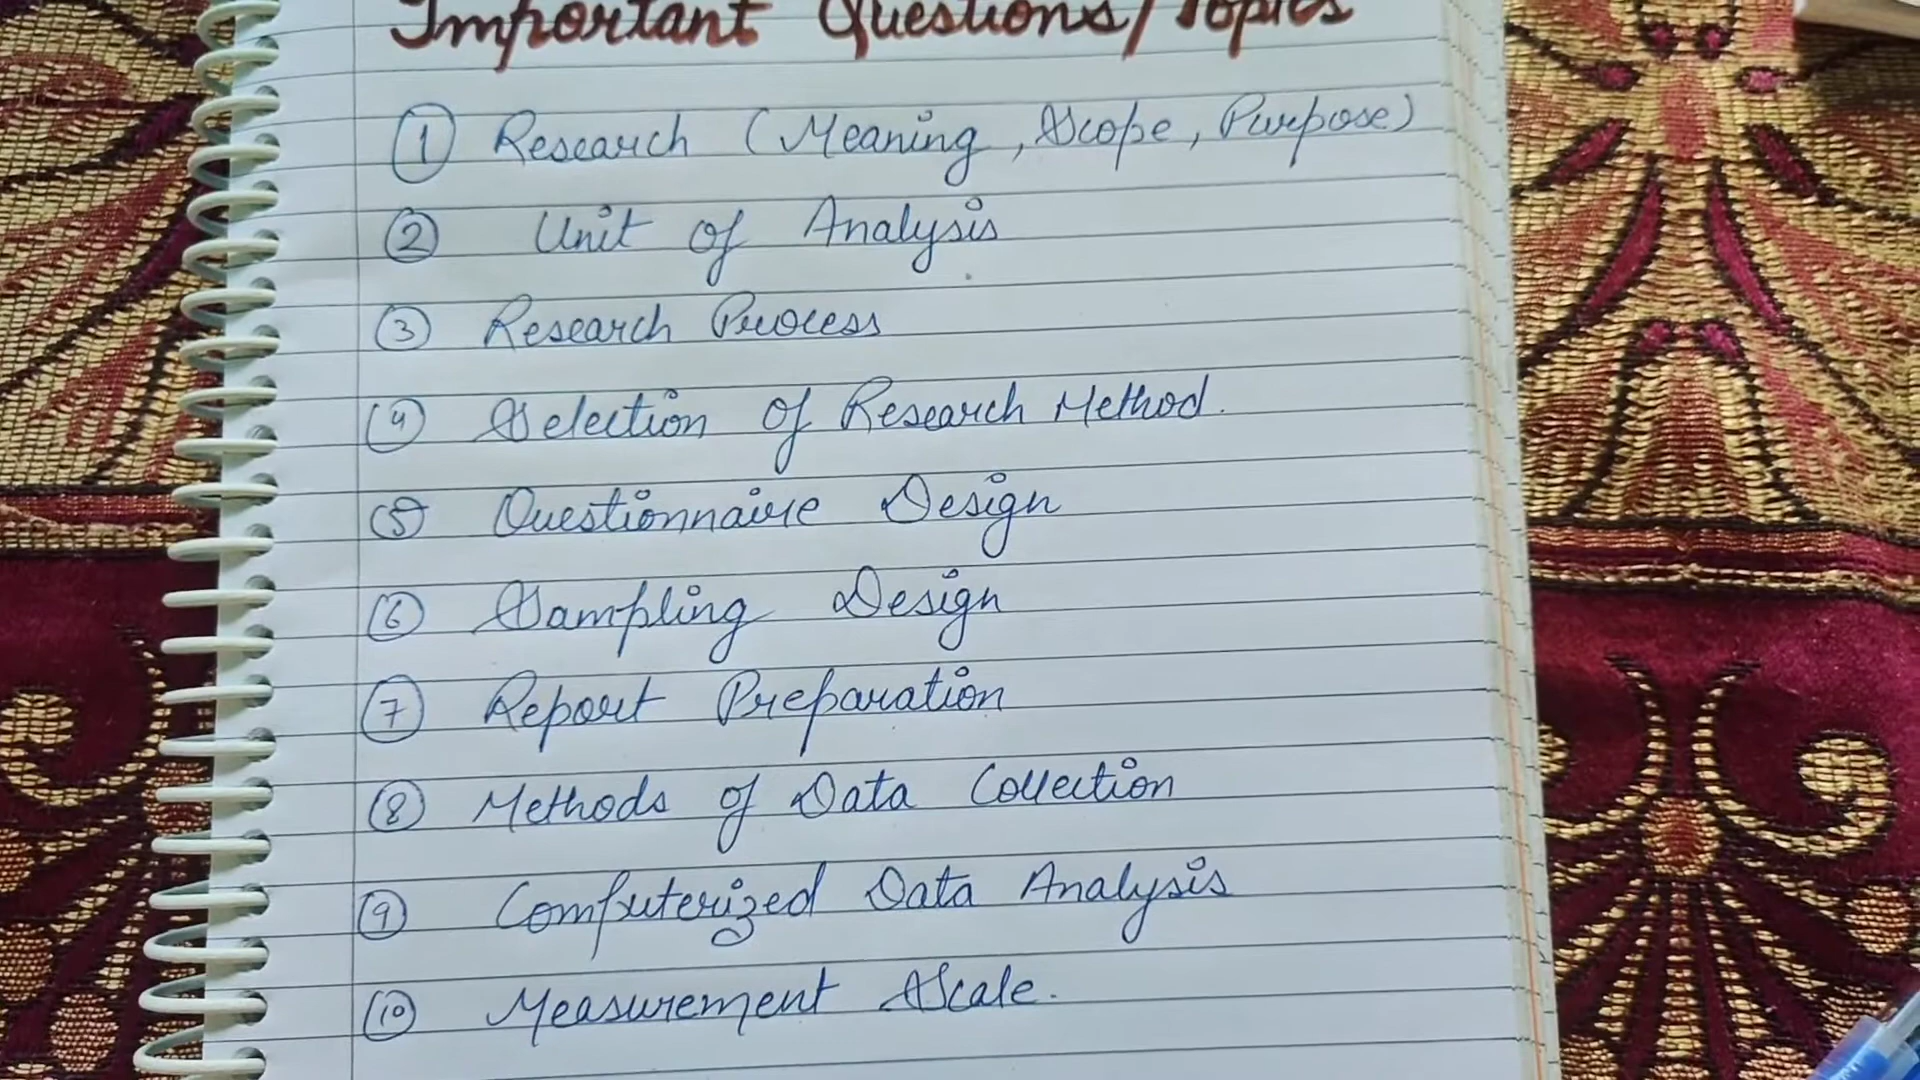 Important Questions/Topics
① Research (Meaning, Scope, Purpose)
② Unit of Analysis
③ Research Process
④ Selection of Research Method.
⑤ Questionnaire Design
⑥ Sampling Design
⑦ Report Preparation
⑧ Methods of Data Collection
⑨ Computerized Data Analysis
⑩ Measurement Scale.